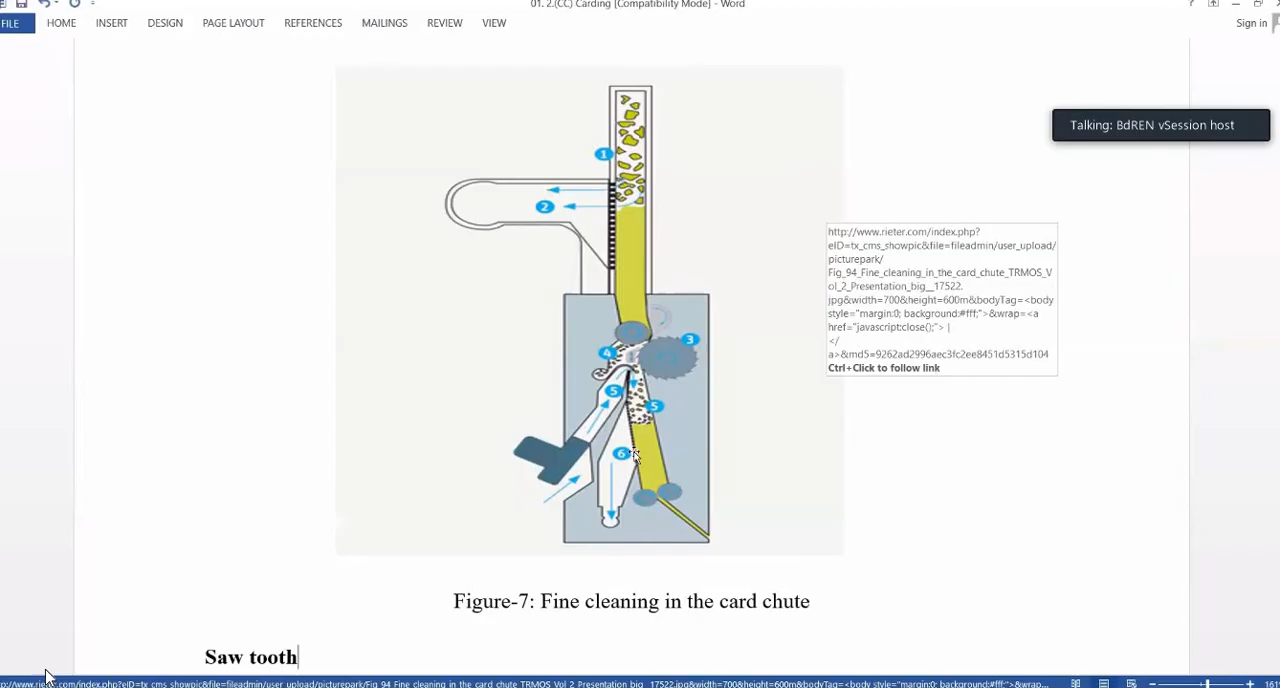 01. 2.(CC) Carding [Compatibility Mode] - Word
FILE HOME INSERT DESIGN PAGE LAYOUT REFERENCES MAILINGS REVIEW VIEW Sign in
Talking: BdREN vSession host
1
2
http://www.rieter.com/index.php?
eID=tx_cms_showpic&file=fileadmin/user_upload/
picturepark/
Fig_94_Fine_cleaning_in_the_card_chute_TRMOS_V
ol_2_Presentation_big__17522.
jpg&width=700&height=600m&bodyTag=<body
style="margin:0; background:#fff;">&wrap=<a
href="javascript:close();"> |
</
a>&md5=9262ad2996aec3fc2ee8451d5315d104
Ctrl+Click to follow link
3
4
5
5
6
Figure-7: Fine cleaning in the card chute
Saw tooth